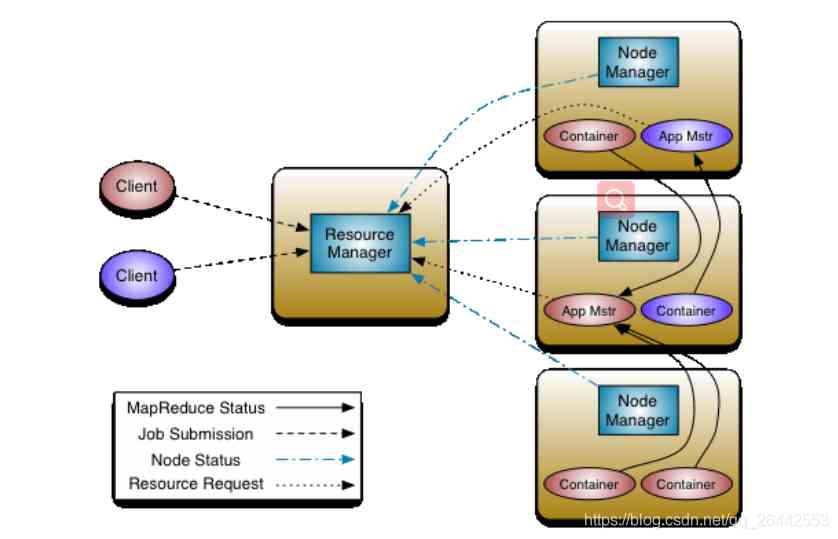 Client
Client
Resource
Manager
Node
Manager
Container
App Mstr
Node
Manager
App Mstr
Container
Node
Manager
Container
Container
MapReduce Status
Job Submission
Node Status
Resource Request
https://blog.csdn.net/qq_26442553